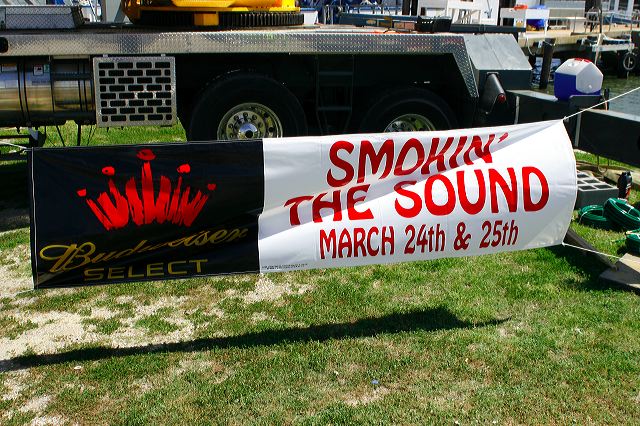 Budweiser
SELECT
SMOKIN'
THE SOUND
MARCH 24th & 25th